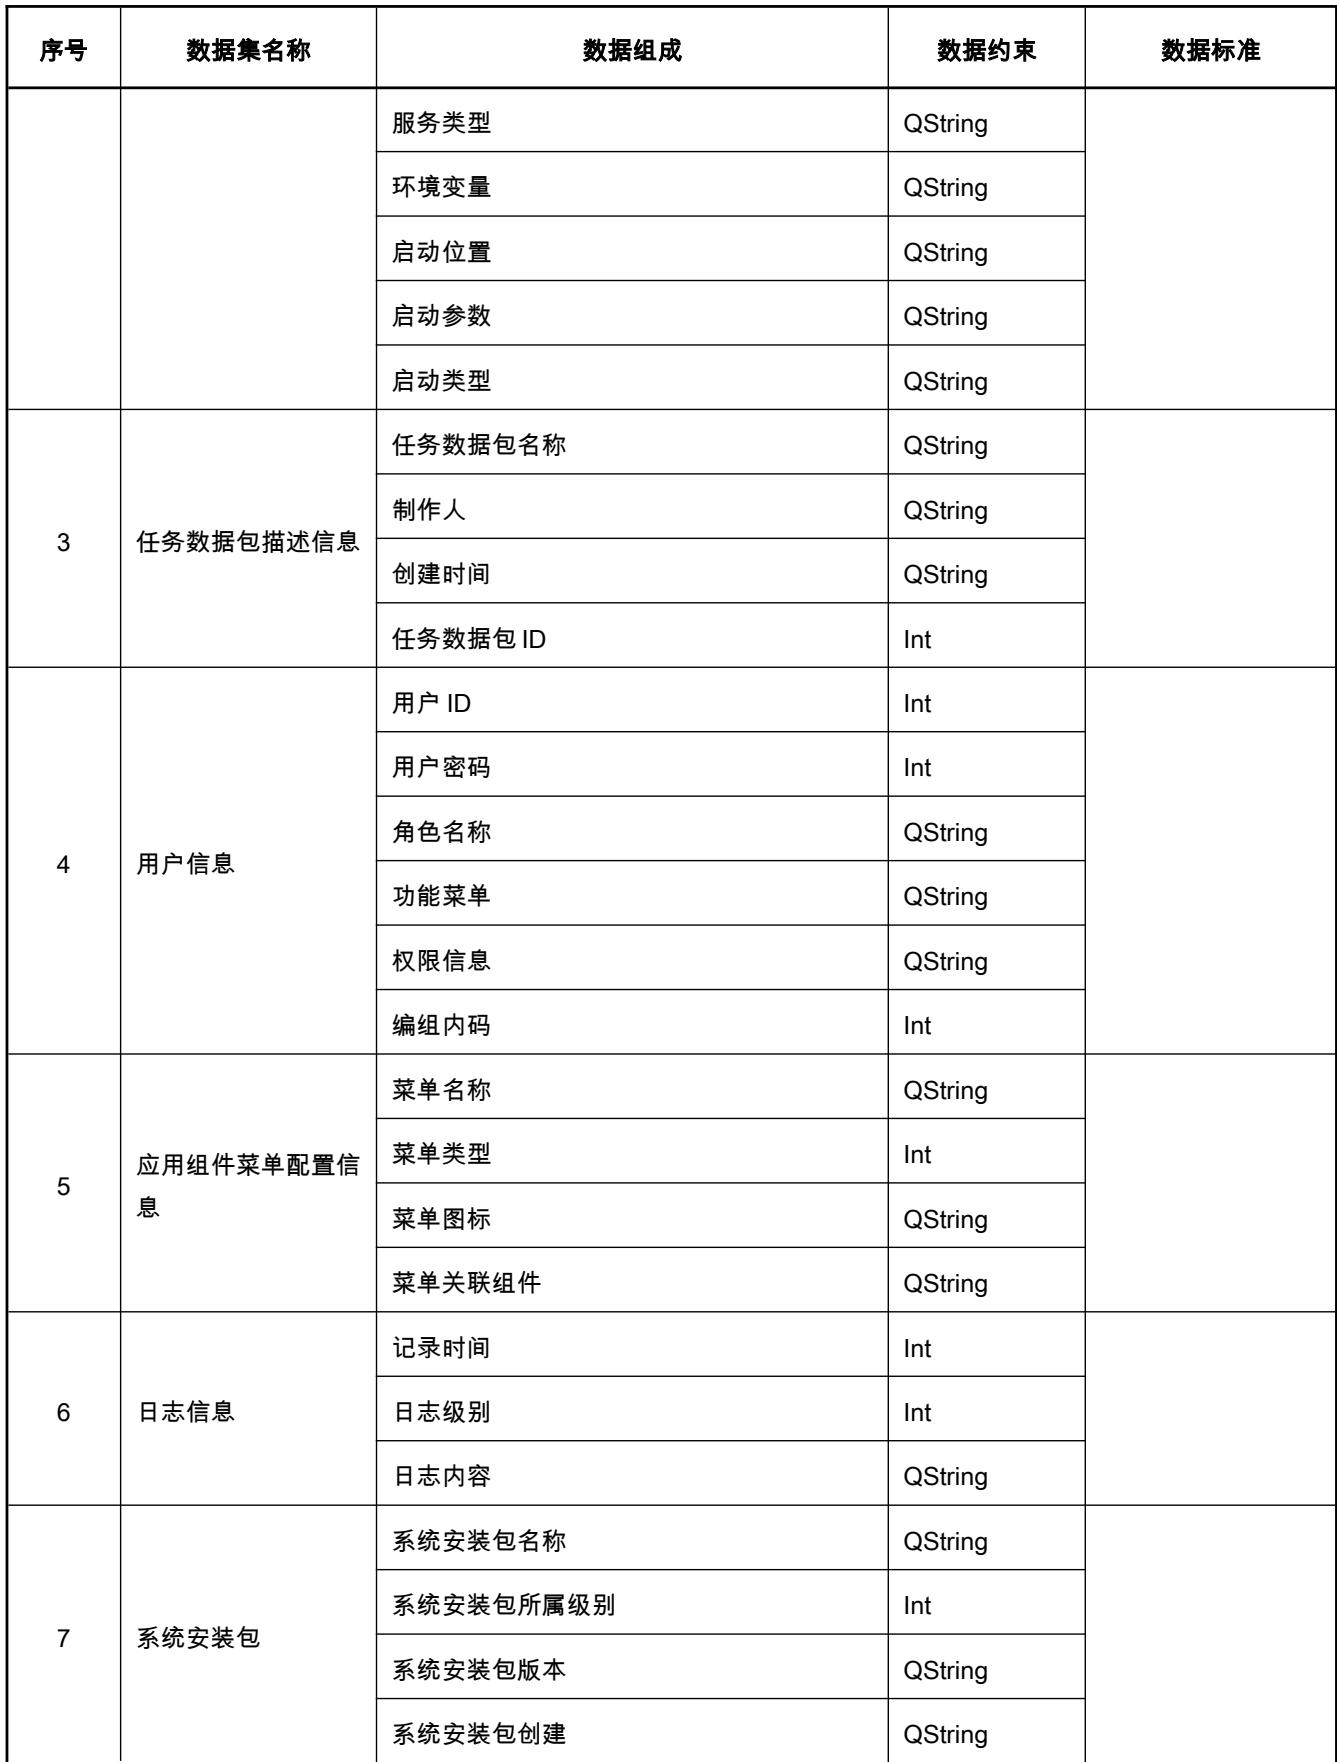 序号 数据集名称 数据组成 数据约束 数据标准
服务类型 QString
环境变量 QString
启动位置 QString
启动参数 QString
启动类型 QString
3 任务数据包描述信息 任务数据包名称 QString
制作人 QString
创建时间 QString
任务数据包 ID Int
4 用户信息 用户 ID Int
用户密码 Int
角色名称 QString
功能菜单 QString
权限信息 QString
编组内码 Int
5 应用组件菜单配置信
息
菜单名称 QString
菜单类型 Int
菜单图标 QString
菜单关联组件 QString
6 日志信息 记录时间 Int
日志级别 Int
日志内容 QString
7 系统安装包 系统安装包名称 QString
系统安装包所属级别 Int
系统安装包版本 QString
系统安装包创建 QString